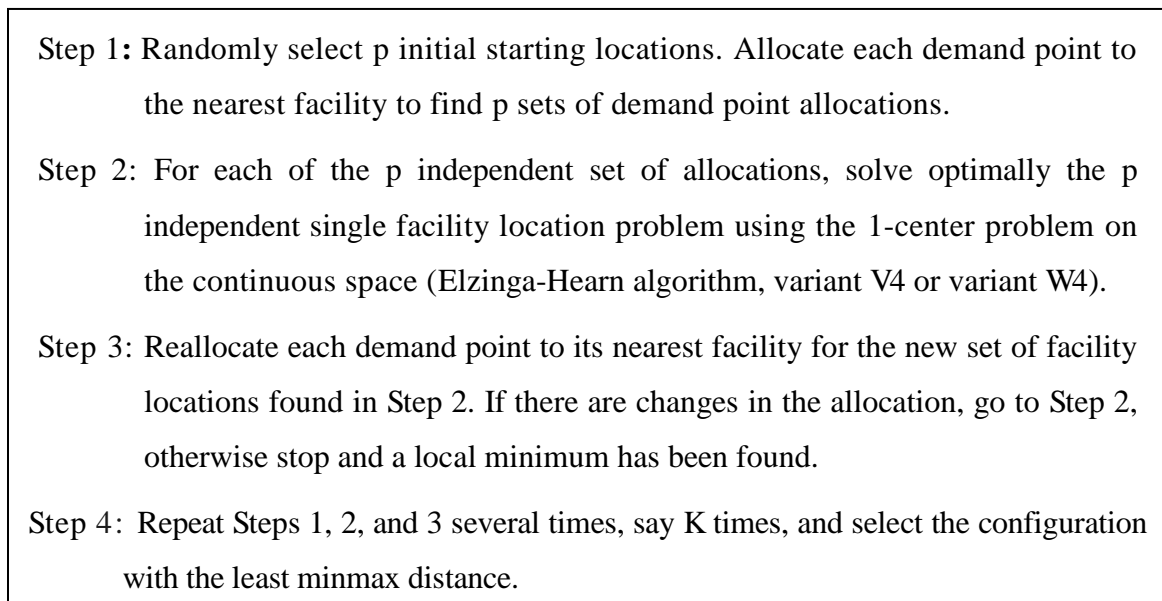 Step 1: Randomly select p initial starting locations. Allocate each demand point to
the nearest facility to find p sets of demand point allocations.
Step 2: For each of the p independent set of allocations, solve optimally the p
independent single facility location problem using the 1-center problem on
the continuous space (Elzinga-Hearn algorithm, variant V4 or variant W4).
Step 3: Reallocate each demand point to its nearest facility for the new set of facility
locations found in Step 2. If there are changes in the allocation, go to Step 2,
otherwise stop and a local minimum has been found.
Step 4: Repeat Steps 1, 2, and 3 several times, say K times, and select the configuration
with the least minmax distance.